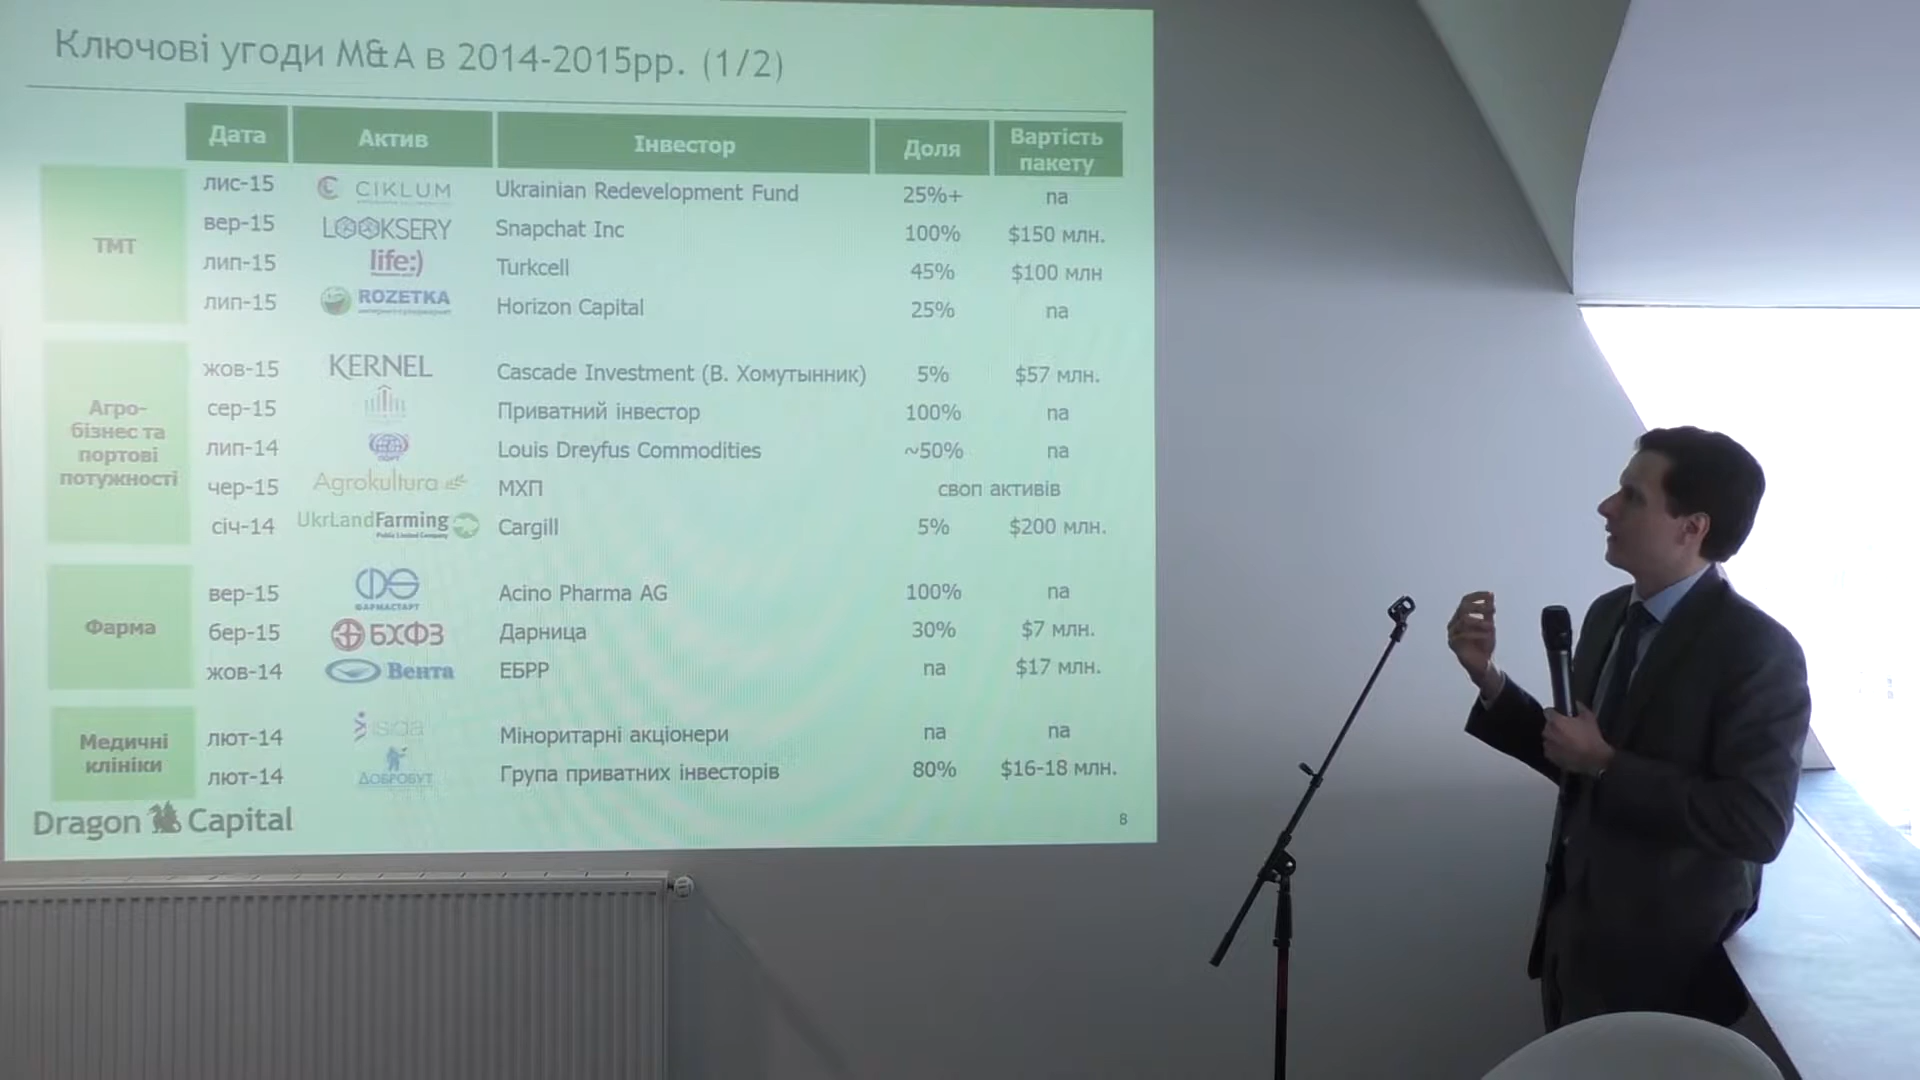 Ключові угоди M&A в 2014-2015рр. (1/2)
Дата Актив Інвестор Доля Вартість пакету
ТМТ
лис-15 CIKLUM Ukrainian Redevelopment Fund 25%+ na
вер-15 LOOKSERY Snapchat Inc 100% $150 млн.
лип-15 life:) Turkcell 45% $100 млн
лип-15 ROZETKA Horizon Capital 25% na
Агро-
бізнес та
портові
потужності
жов-15 KERNEL Cascade Investment (В. Хомутынник) 5% $57 млн.
сер-15 Приватний інвестор 100% na
лип-14 Louis Dreyfus Commodities ~50% na
чер-15 Agrokultura МХП своп активів
січ-14 UkrLandFarming Public Limited Company Cargill 5% $200 млн.
Фарма
вер-15 ФАРМАСТАРТ Acino Pharma AG 100% na
бер-15 БХФЗ Дарниця 30% $7 млн.
жов-14 Вента ЕБРР na $17 млн.
Медичні
клініки
лют-14 isida Міноритарні акціонери na na
лют-14 ДОБРОБУТ Група приватних інвесторів 80% $16-18 млн.
Dragon Capital
8